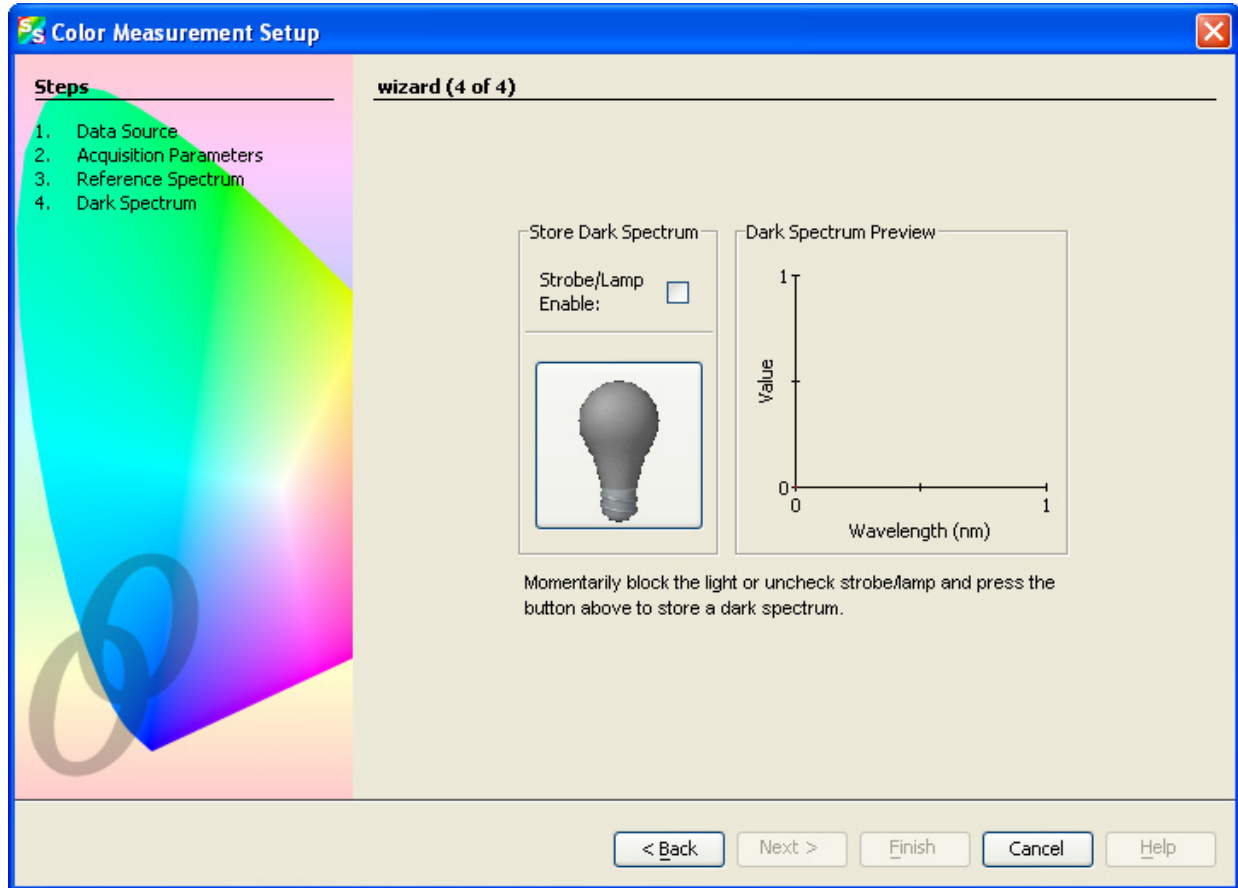 Color Measurement Setup
Steps
1. Data Source
2. Acquisition Parameters
3. Reference Spectrum
4. Dark Spectrum
wizard (4 of 4)
Store Dark Spectrum
Strobe/Lamp
Enable:
Dark Spectrum Preview
1
Value
0
0
1
Wavelength (nm)
Momentarily block the light or uncheck strobe/lamp and press the
button above to store a dark spectrum.
< Back
Next >
Finish
Cancel
Help